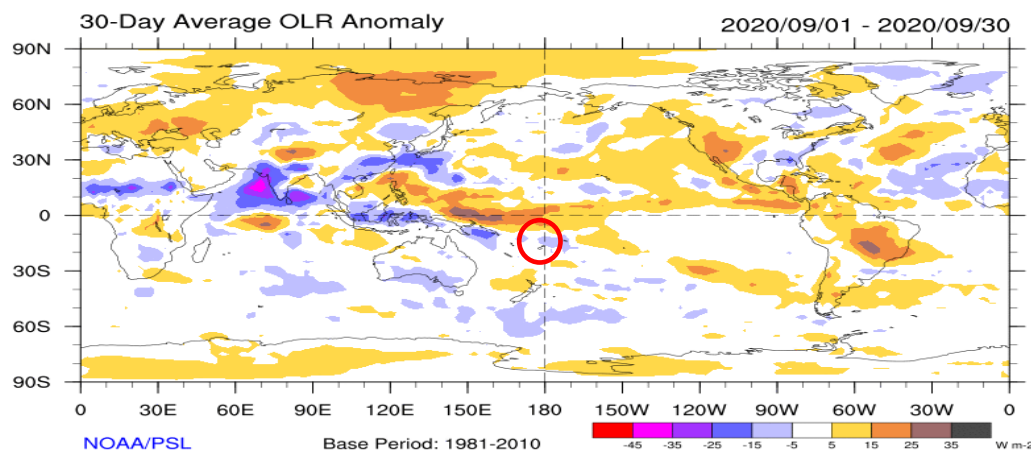 30-Day Average OLR Anomaly 2020/09/01 - 2020/09/30
90N
60N
30N
0
30S
60S
90S
0 30E 60E 90E 120E 150E 180 150W 120W 90W 60W 30W 0
NOAA/PSL Base Period: 1981-2010
-45 -35 -25 -15 -5 5 15 25 35 W m-2